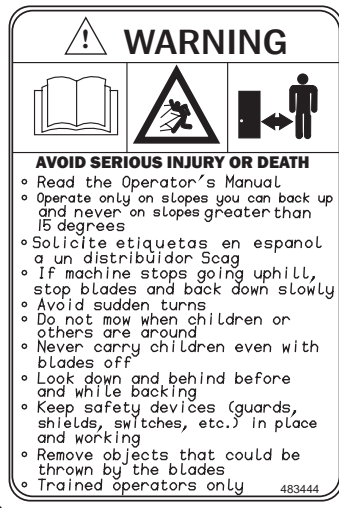 ! WARNING
AVOID SERIOUS INJURY OR DEATH
° Read the Operator's Manual
° Operate only on slopes you can back up
and never on slopes greater than
15 degrees
° Solicite etiquetas en espanol
a un distribuidor Scag
° If machine stops going uphill,
stop blades and back down slowly
° Avoid sudden turns
° Do not mow when children or
others are around
° Never carry children even with
blades off
° Look down and behind before
and while backing
° Keep safety devices (guards,
shields, switches, etc.) in place
and working
° Remove objects that could be
thrown by the blades
° Trained operators only 483444